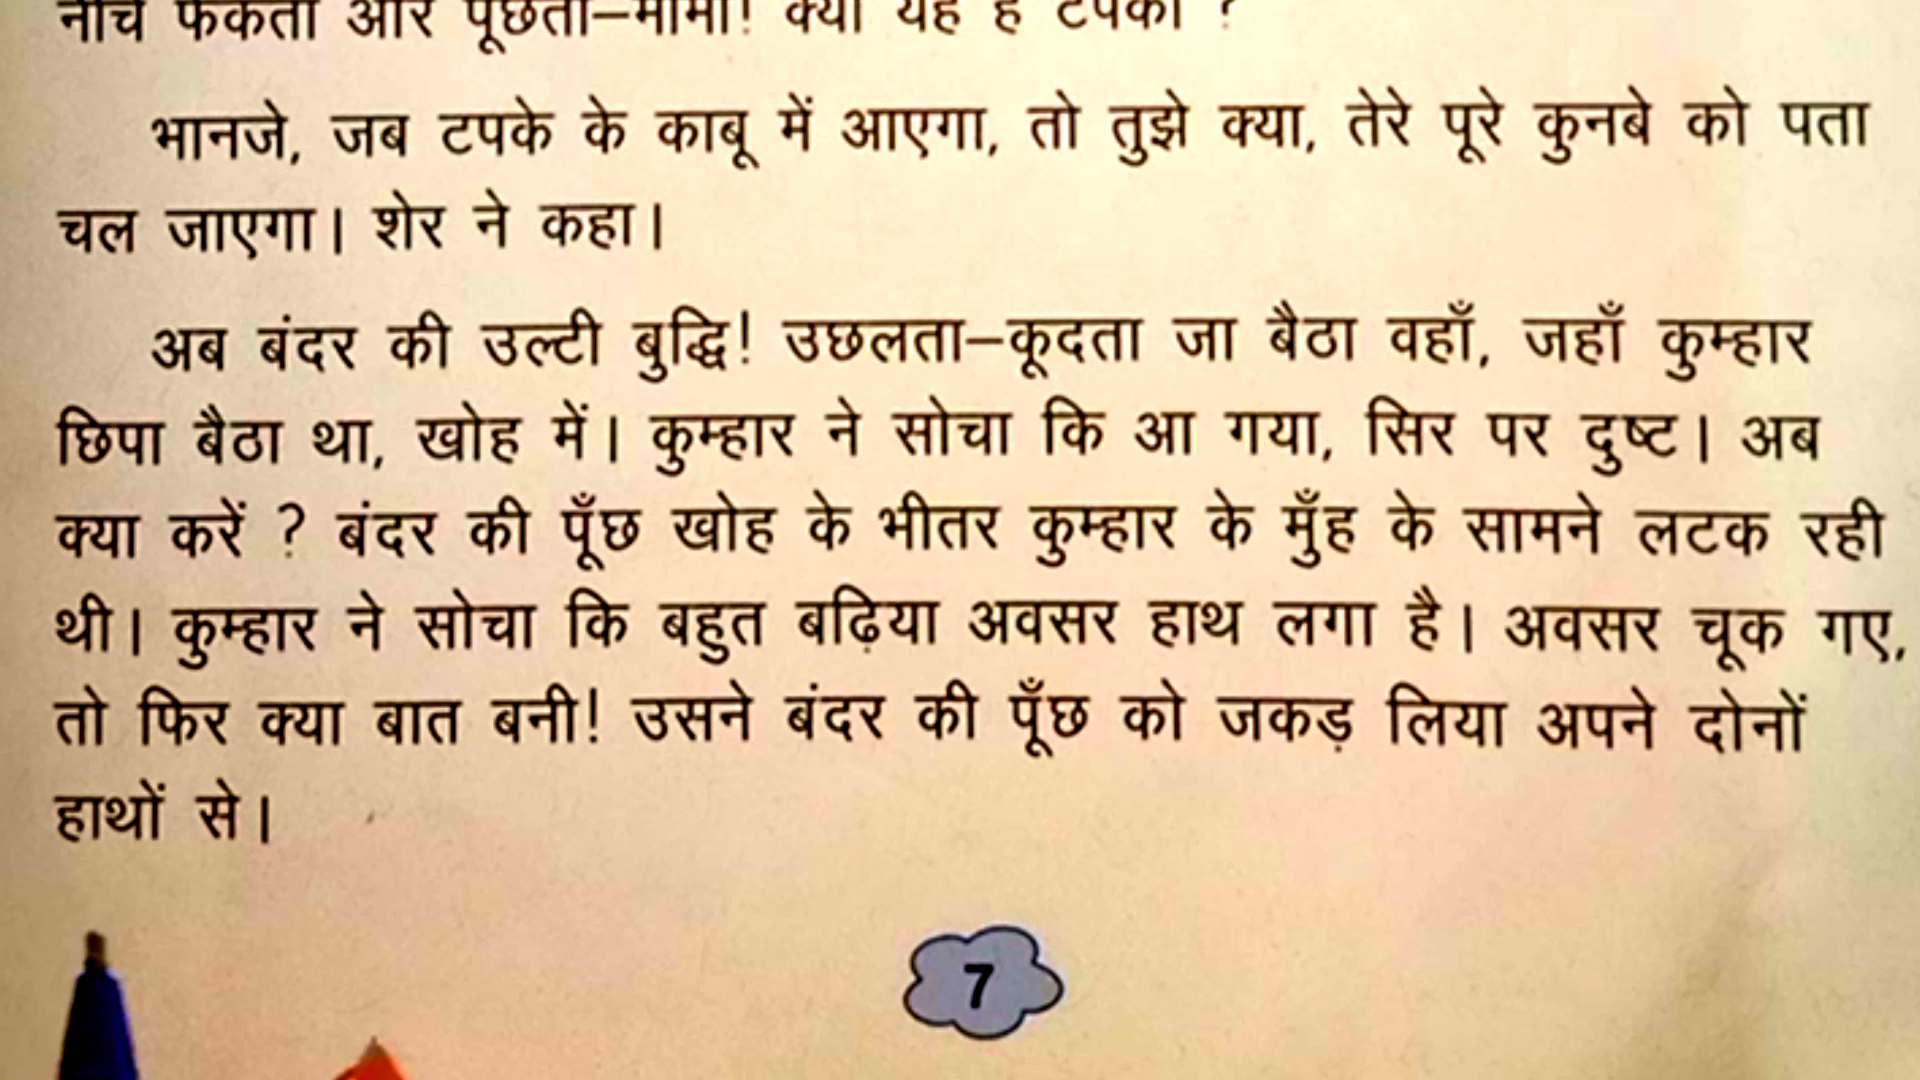 नीचे फेंकता और पूछता–मामा! क्या यह है टपका ?
भानजे, जब टपके के काबू में आएगा, तो तुझे क्या, तेरे पूरे कुनबे को पता
चल जाएगा। शेर ने कहा।
अब बंदर की उल्टी बुद्धि! उछलता–कूदता जा बैठा वहाँ, जहाँ कुम्हार
छिपा बैठा था, खोह में। कुम्हार ने सोचा कि आ गया, सिर पर दुष्ट। अब
क्या करें ? बंदर की पूँछ खोह के भीतर कुम्हार के मुँह के सामने लटक रही
थी। कुम्हार ने सोचा कि बहुत बढ़िया अवसर हाथ लगा है। अवसर चूक गए,
तो फिर क्या बात बनी! उसने बंदर की पूँछ को जकड़ लिया अपने दोनों
हाथों से।
7